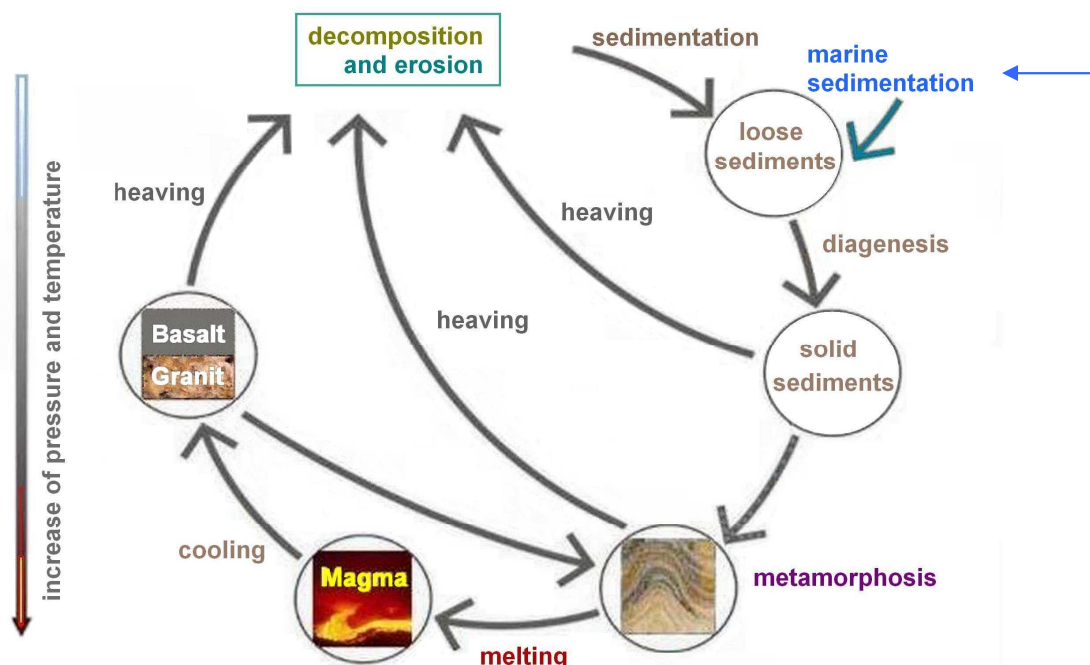 decomposition
and erosion
sedimentation
marine
sedimentation
loose
sediments
heaving
heaving
diagenesis
heaving
Basalt
Granit
solid
sediments
increase of pressure and temperature
cooling
Magma
metamorphosis
melting